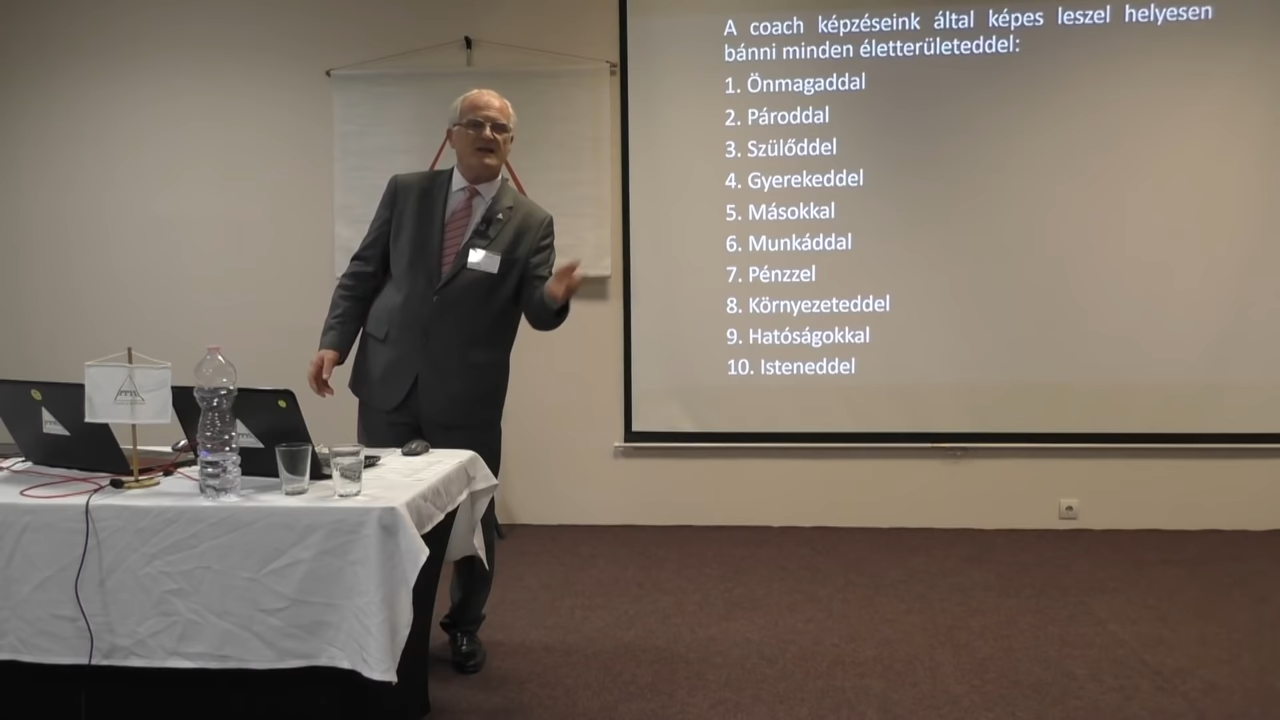 A coach képzéseink által képes leszel helyesen
bánni minden életterületeddel:
1. Önmagaddal
2. Pároddal
3. Szülőddel
4. Gyerekeddel
5. Másokkal
6. Munkáddal
7. Pénzzel
8. Környezeteddel
9. Hatóságokkal
10. Isteneddel